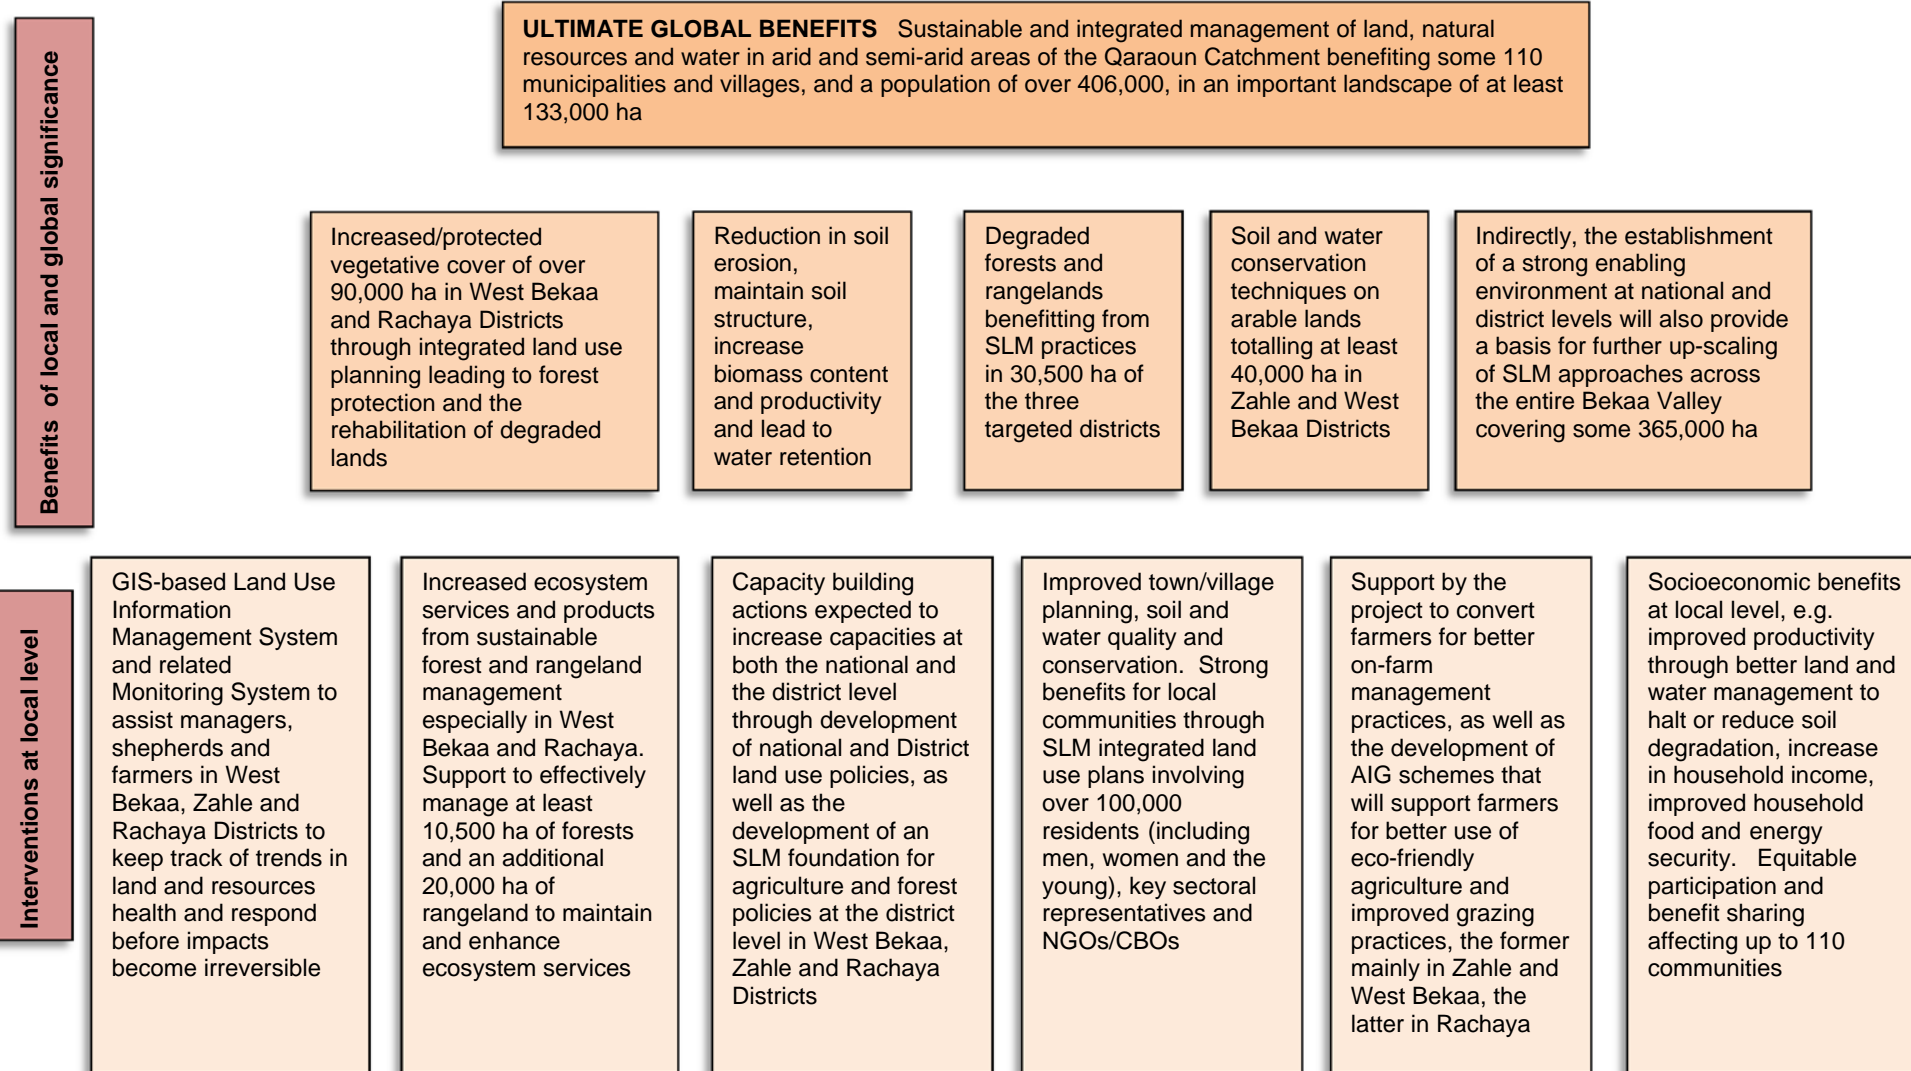 Benefits of local and global significance
ULTIMATE GLOBAL BENEFITS Sustainable and integrated management of land, natural
resources and water in arid and semi-arid areas of the Qaraoun Catchment benefiting some 110
municipalities and villages, and a population of over 406,000, in an important landscape of at least
133,000 ha
Increased/protected
vegetative cover of over
90,000 ha in West Bekaa
and Rachaya Districts
through integrated land use
planning leading to forest
protection and the
rehabilitation of degraded
lands
Reduction in soil
erosion,
maintain soil
structure,
increase
biomass content
and productivity
and lead to
water retention
Degraded
forests and
rangelands
benefitting from
SLM practices
in 30,500 ha of
the three
targeted districts
Soil and water
conservation
techniques on
arable lands
totalling at least
40,000 ha in
Zahle and West
Bekaa Districts
Indirectly, the establishment
of a strong enabling
environment at national and
district levels will also provide
a basis for further up-scaling
of SLM approaches across
the entire Bekaa Valley
covering some 365,000 ha
Interventions at local level
GIS-based Land Use
Information
Management System
and related
Monitoring System to
assist managers,
shepherds and
farmers in West
Bekaa, Zahle and
Rachaya Districts to
keep track of trends in
land and resources
health and respond
before impacts
become irreversible
Increased ecosystem
services and products
from sustainable
forest and rangeland
management
especially in West
Bekaa and Rachaya.
Support to effectively
manage at least
10,500 ha of forests
and an additional
20,000 ha of
rangeland to maintain
and enhance
ecosystem services
Capacity building
actions expected to
increase capacities at
both the national and
the district level
through development
of national and District
land use policies, as
well as the
development of an
SLM foundation for
agriculture and forest
policies at the district
level in West Bekaa,
Zahle and Rachaya
Districts
Improved town/village
planning, soil and
water quality and
conservation. Strong
benefits for local
communities through
SLM integrated land
use plans involving
over 100,000
residents (including
men, women and the
young), key sectoral
representatives and
NGOs/CBOs
Support by the
project to convert
farmers for better
on-farm
management
practices, as well as
the development of
AIG schemes that
will support farmers
for better use of
eco-friendly
agriculture and
improved grazing
practices, the former
mainly in Zahle and
West Bekaa, the
latter in Rachaya
Socioeconomic benefits
at local level, e.g.
improved productivity
through better land and
water management to
halt or reduce soil
degradation, increase
in household income,
improved household
food and energy
security. Equitable
participation and
benefit sharing
affecting up to 110
communities